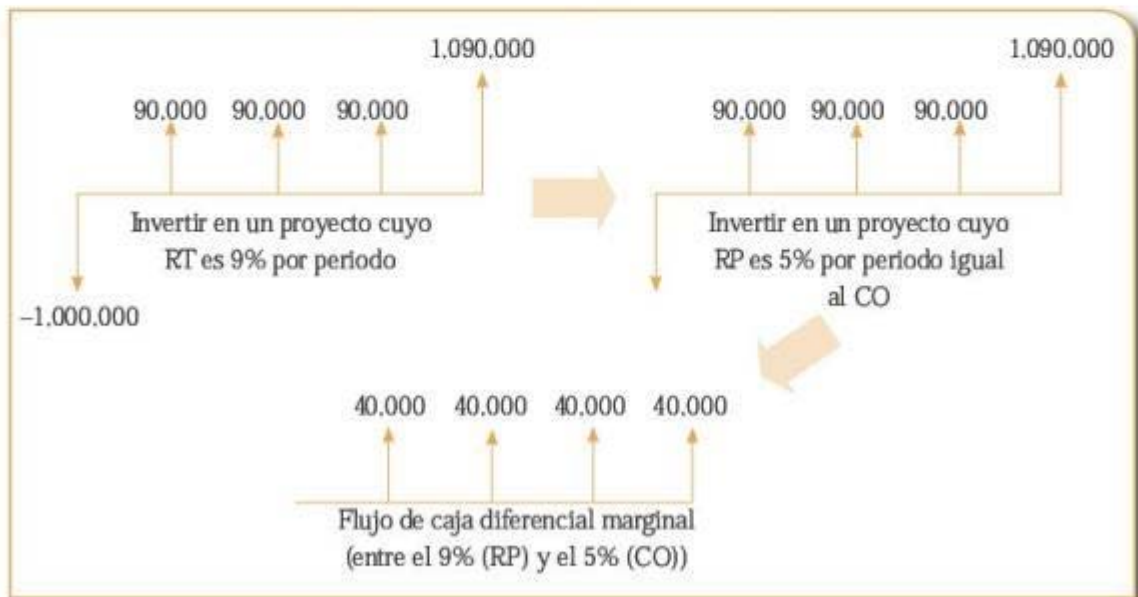 1.090.000
90.000 90.000 90.000
Invertir en un proyecto cuyo
RT es 9% por periodo
–1.000.000
1.090.000
90.000 90.000 90.000
Invertir en un proyecto cuyo
RP es 5% por periodo igual
al CO
40.000 40.000 40.000 40.000
Flujo de caja diferencial marginal
(entre el 9% (RP) y el 5% (CO))